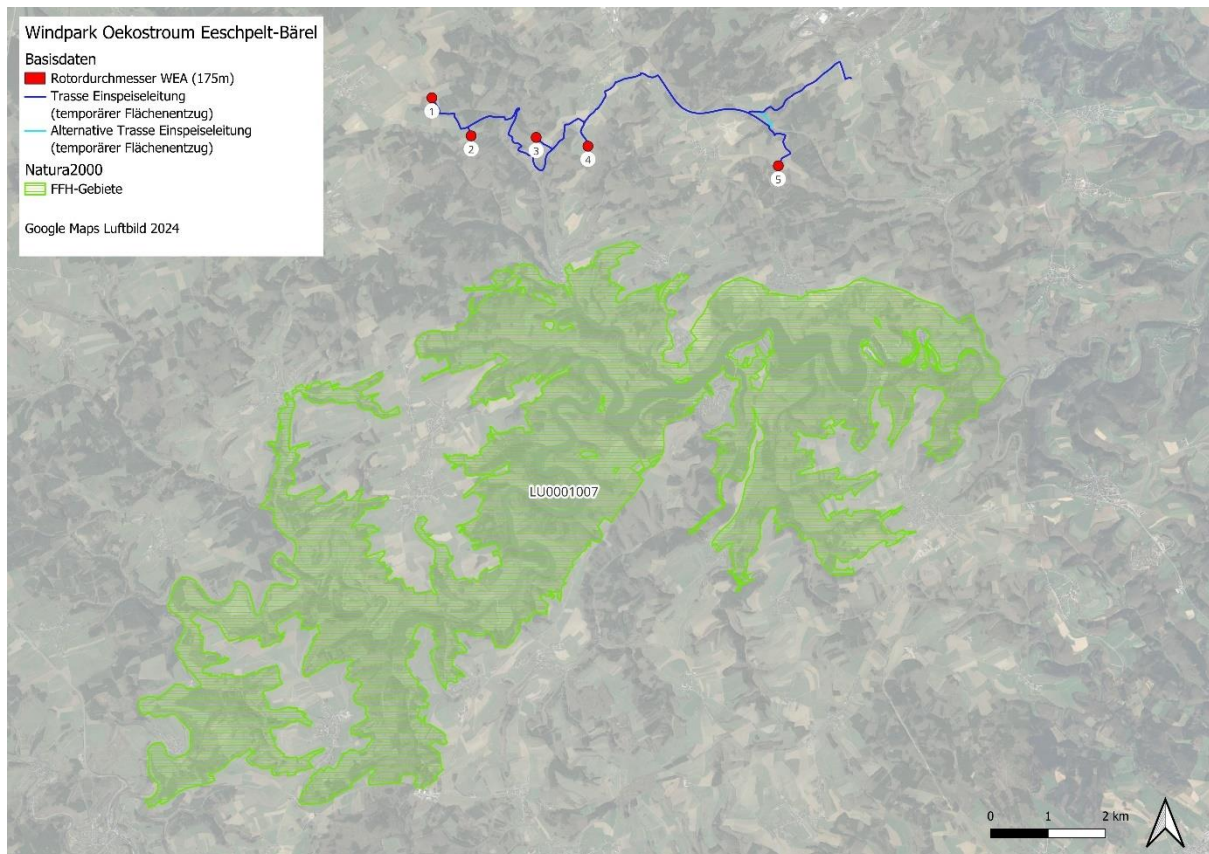 Windpark Oekostroum Eeschpelt-Bärel
Basisdaten
Rotordurchmesser WEA (175m)
Trasse Einspeiseleitung
(temporärer Flächenentzug)
Alternative Trasse Einspeiseleitung
(temporärer Flächenentzug)
Natura2000
FFH-Gebiete
Google Maps Luftbild 2024
1
2
3
4
5
LU0001007
0 1 2 km